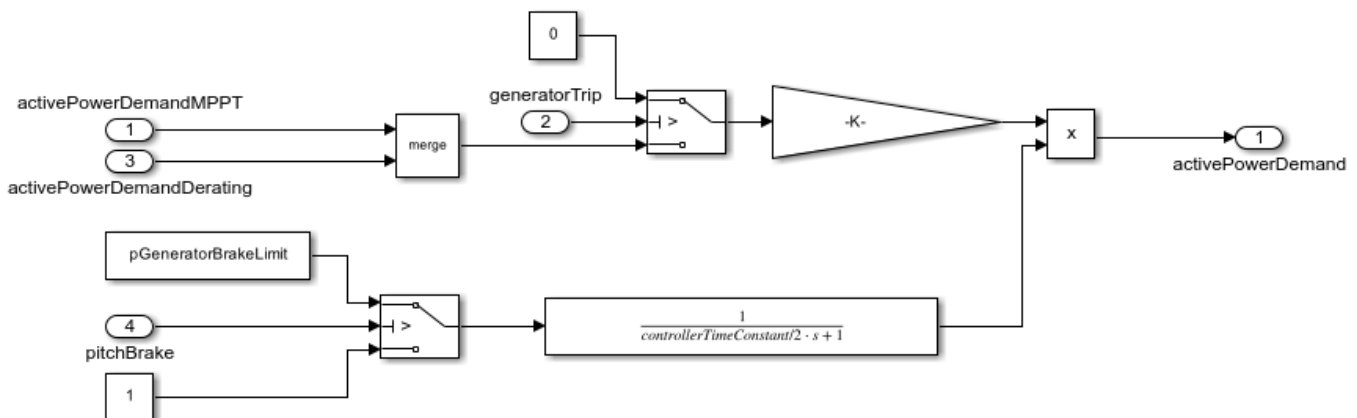 0
activePowerDemandMPPT
1
3
activePowerDemandDerating
merge
generatorTrip
2
>
-K-
x
1
activePowerDemand
pGeneratorBrakeLimit
4
pitchBrake
1
>
1
controllerTimeConstant/2 · s + 1